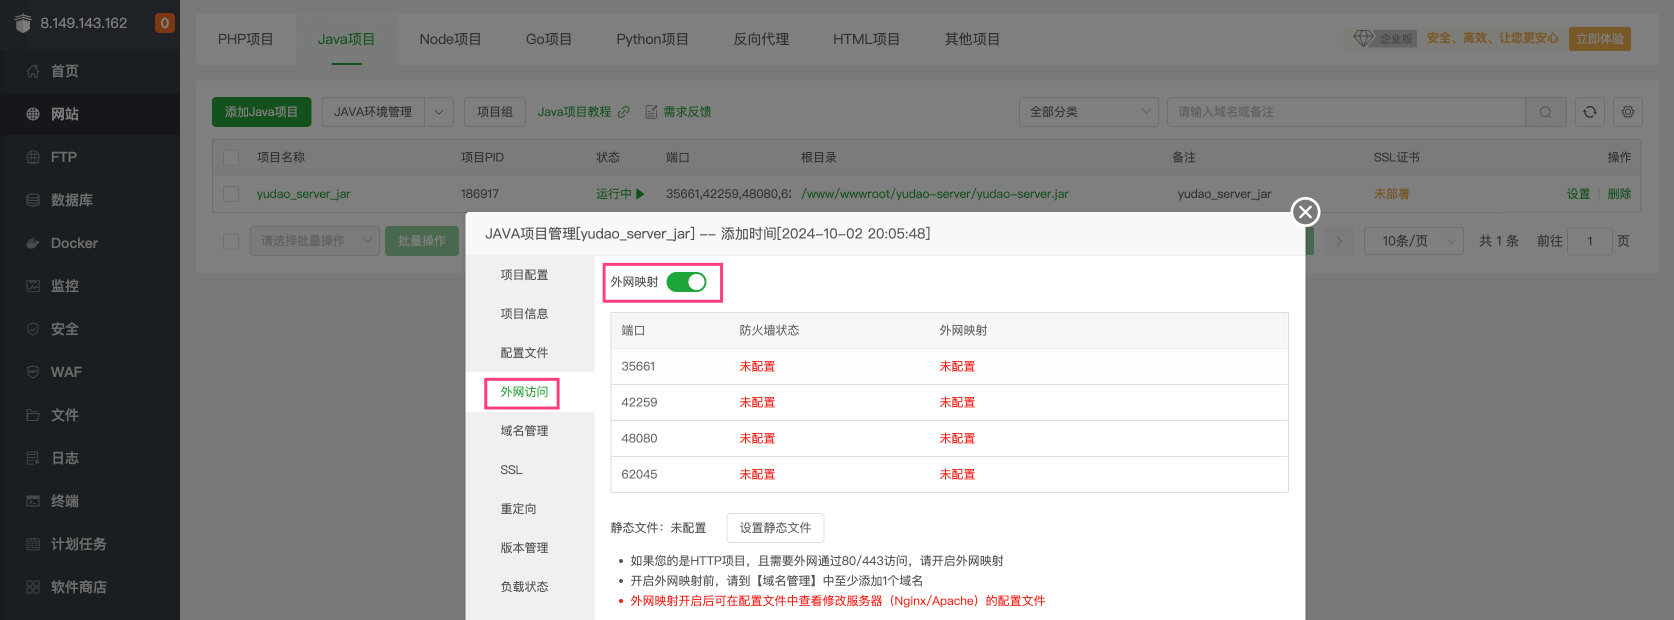 8.149.143.162 0
首页
网站
FTP
数据库
Docker
监控
安全
WAF
文件
日志
终端
计划任务
软件商店
PHP项目 Java项目 Node项目 Go项目 Python项目 反向代理 HTML项目 其他项目
企业版 安全、高效、让您更安心 立即体验
添加Java项目 JAVA环境管理 项目组 Java项目教程 需求反馈 全部分类 请输入域名或备注
项目名称 项目PID 状态 端口 根目录 备注 SSL证书 操作
yudao_server_jar 186917 运行中 35661,42259,48080,62 /www/wwwroot/yudao-server/yudao-server.jar yudao_server_jar 未部署 设置 删除
请选择批量操作 批量操作 10条/页 共 1 条 前往 1 页
JAVA项目管理[yudao_server_jar] -- 添加时间[2024-10-02 20:05:48]
项目配置
项目信息
配置文件
外网访问
域名管理
SSL
重定向
版本管理
负载状态
外网映射
端口 防火墙状态 外网映射
35661 未配置 未配置
42259 未配置 未配置
48080 未配置 未配置
62045 未配置 未配置
静态文件：未配置 设置静态文件
• 如果您的是HTTP项目，且需要外网通过80/443访问，请开启外网映射
• 开启外网映射前，请到【域名管理】中至少添加1个域名
• 外网映射开启后可在配置文件中查看修改服务器（Nginx/Apache）的配置文件